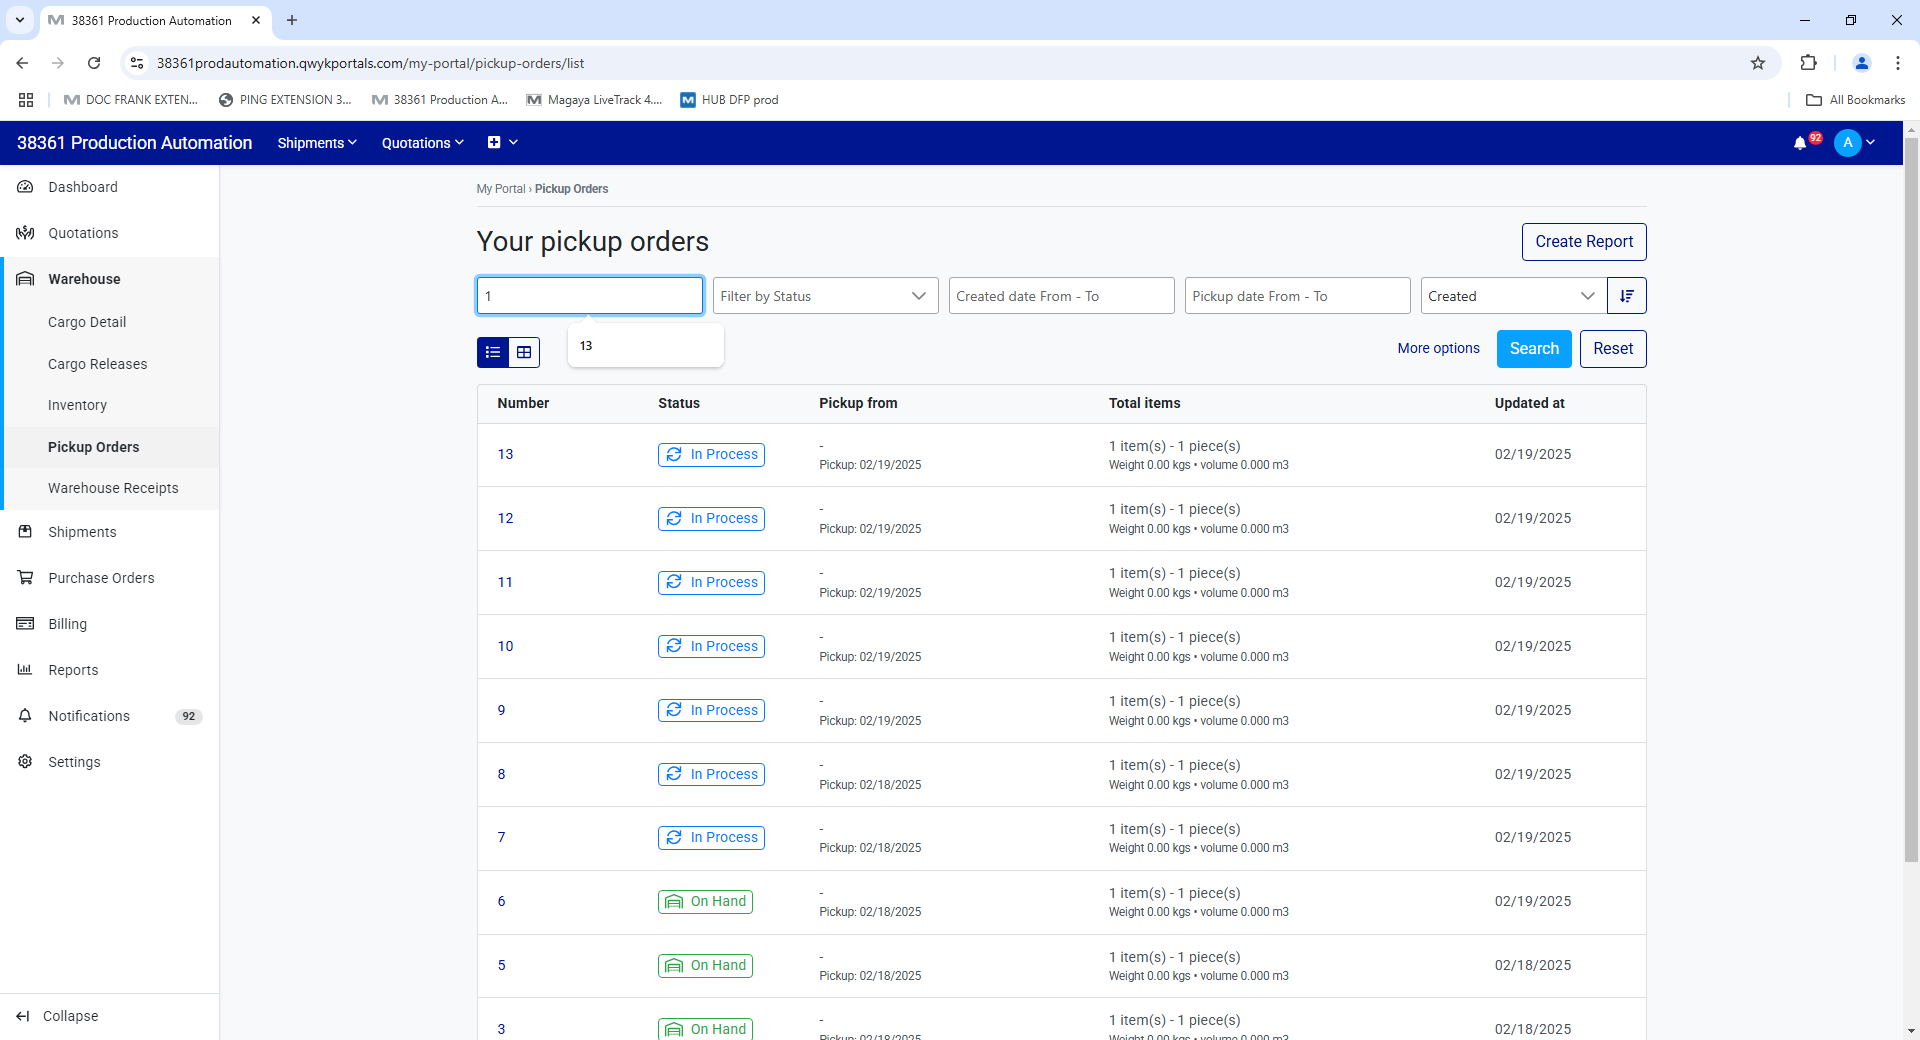 38361 Production Automation
38361prodautomation.qwykportals.com/my-portal/pickup-orders/list
DOC FRANK EXTEN...
PING EXTENSION 3...
38361 Production A...
Magaya LiveTrack 4....
HUB DFP prod
All Bookmarks
38361 Production Automation
Shipments
Quotations
92
A
Dashboard
Quotations
Warehouse
Cargo Detail
Cargo Releases
Inventory
Pickup Orders
Warehouse Receipts
Shipments
Purchase Orders
Billing
Reports
Notifications 92
Settings
Collapse
My Portal › Pickup Orders
Your pickup orders
Create Report
1
Filter by Status
Created date From - To
Pickup date From - To
Created
13
More options
Search
Reset
Number Status Pickup from Total items Updated at
13 In Process - 1 item(s) - 1 piece(s) 02/19/2025
Pickup: 02/19/2025 Weight 0.00 kgs • volume 0.000 m3
12 In Process - 1 item(s) - 1 piece(s) 02/19/2025
Pickup: 02/19/2025 Weight 0.00 kgs • volume 0.000 m3
11 In Process - 1 item(s) - 1 piece(s) 02/19/2025
Pickup: 02/19/2025 Weight 0.00 kgs • volume 0.000 m3
10 In Process - 1 item(s) - 1 piece(s) 02/19/2025
Pickup: 02/19/2025 Weight 0.00 kgs • volume 0.000 m3
9 In Process - 1 item(s) - 1 piece(s) 02/19/2025
Pickup: 02/19/2025 Weight 0.00 kgs • volume 0.000 m3
8 In Process - 1 item(s) - 1 piece(s) 02/19/2025
Pickup: 02/18/2025 Weight 0.00 kgs • volume 0.000 m3
7 In Process - 1 item(s) - 1 piece(s) 02/19/2025
Pickup: 02/18/2025 Weight 0.00 kgs • volume 0.000 m3
6 On Hand - 1 item(s) - 1 piece(s) 02/19/2025
Pickup: 02/18/2025 Weight 0.00 kgs • volume 0.000 m3
5 On Hand - 1 item(s) - 1 piece(s) 02/18/2025
Pickup: 02/18/2025 Weight 0.00 kgs • volume 0.000 m3
3 On Hand - 1 item(s) - 1 piece(s) 02/18/2025
Pickup: 02/18/2025 Weight 0.00 kgs • volume 0.000 m3